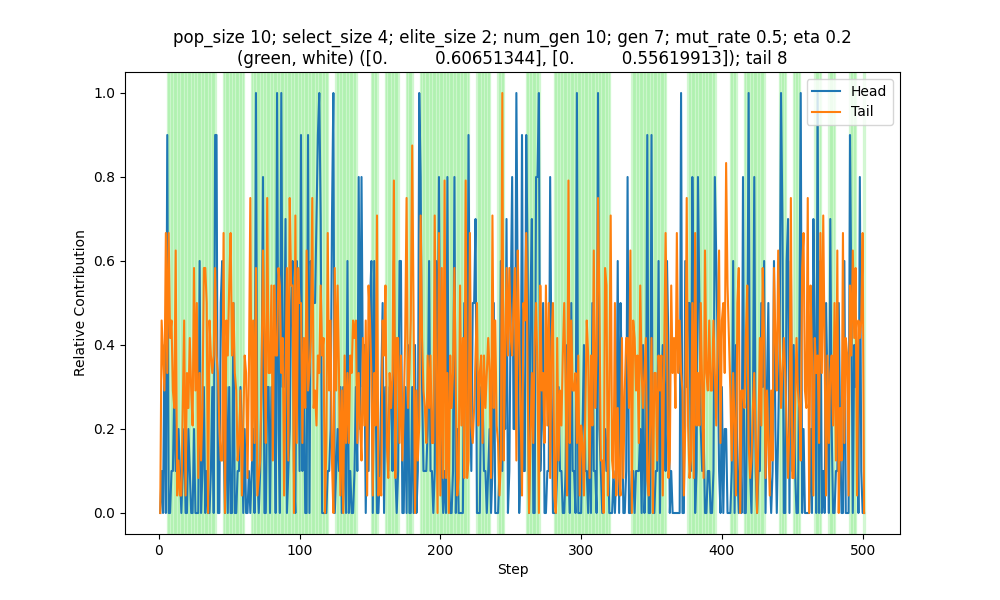 pop_size 10; select_size 4; elite_size 2; num_gen 10; gen 7; mut_rate 0.5; eta 0.2
(green, white) ([0.          0.60651344], [0.          0.55619913]); tail 8
Head
Tail
Relative Contribution
1.0
0.8
0.6
0.4
0.2
0.0
0
100
200
300
400
500
Step